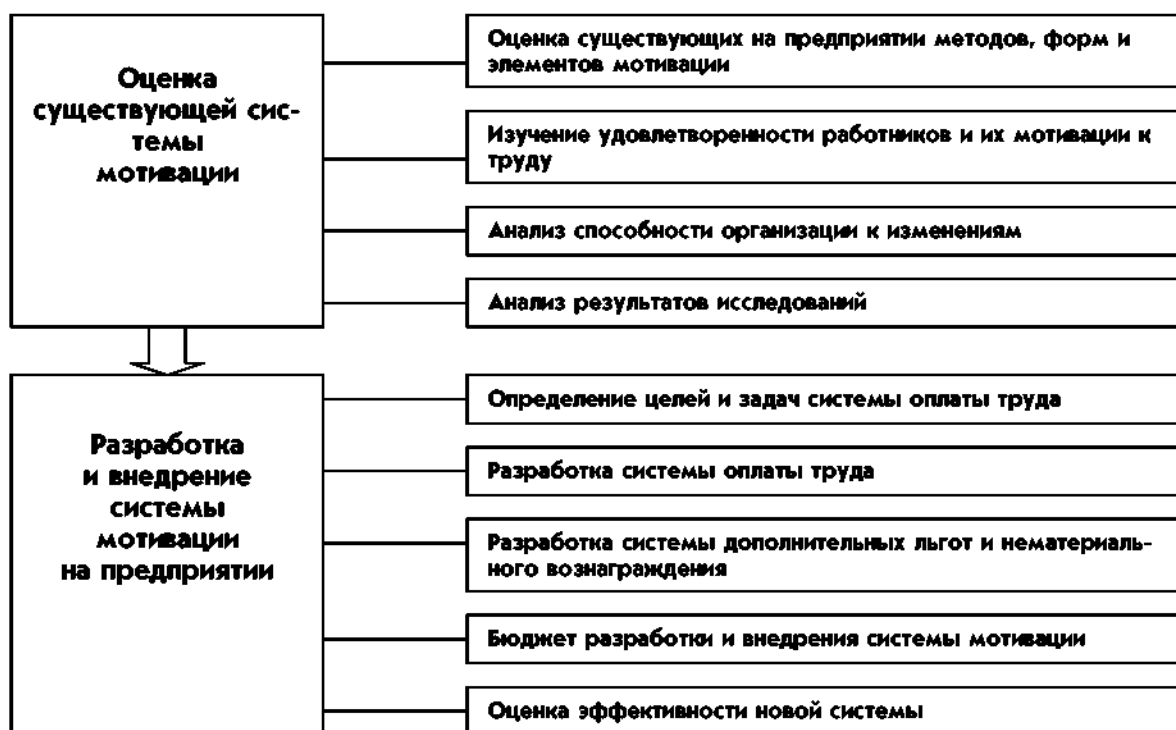 Оценка
существующей сис-
темы
мотивации
Оценка существующих на предприятии методов, форм и
элементов мотивации
Изучение удовлетворенности работников и их мотивации к
труду
Анализ способности организации к изменениям
Анализ результатов исследований
Разработка
и внедрение
системы
мотивации
на предприятии
Определение целей и задач системы оплаты труда
Разработка системы оплаты труда
Разработка системы дополнительных льгот и нематериаль-
ного вознаграждения
Бюджет разработки и внедрения системы мотивации
Оценка эффективности новой системы